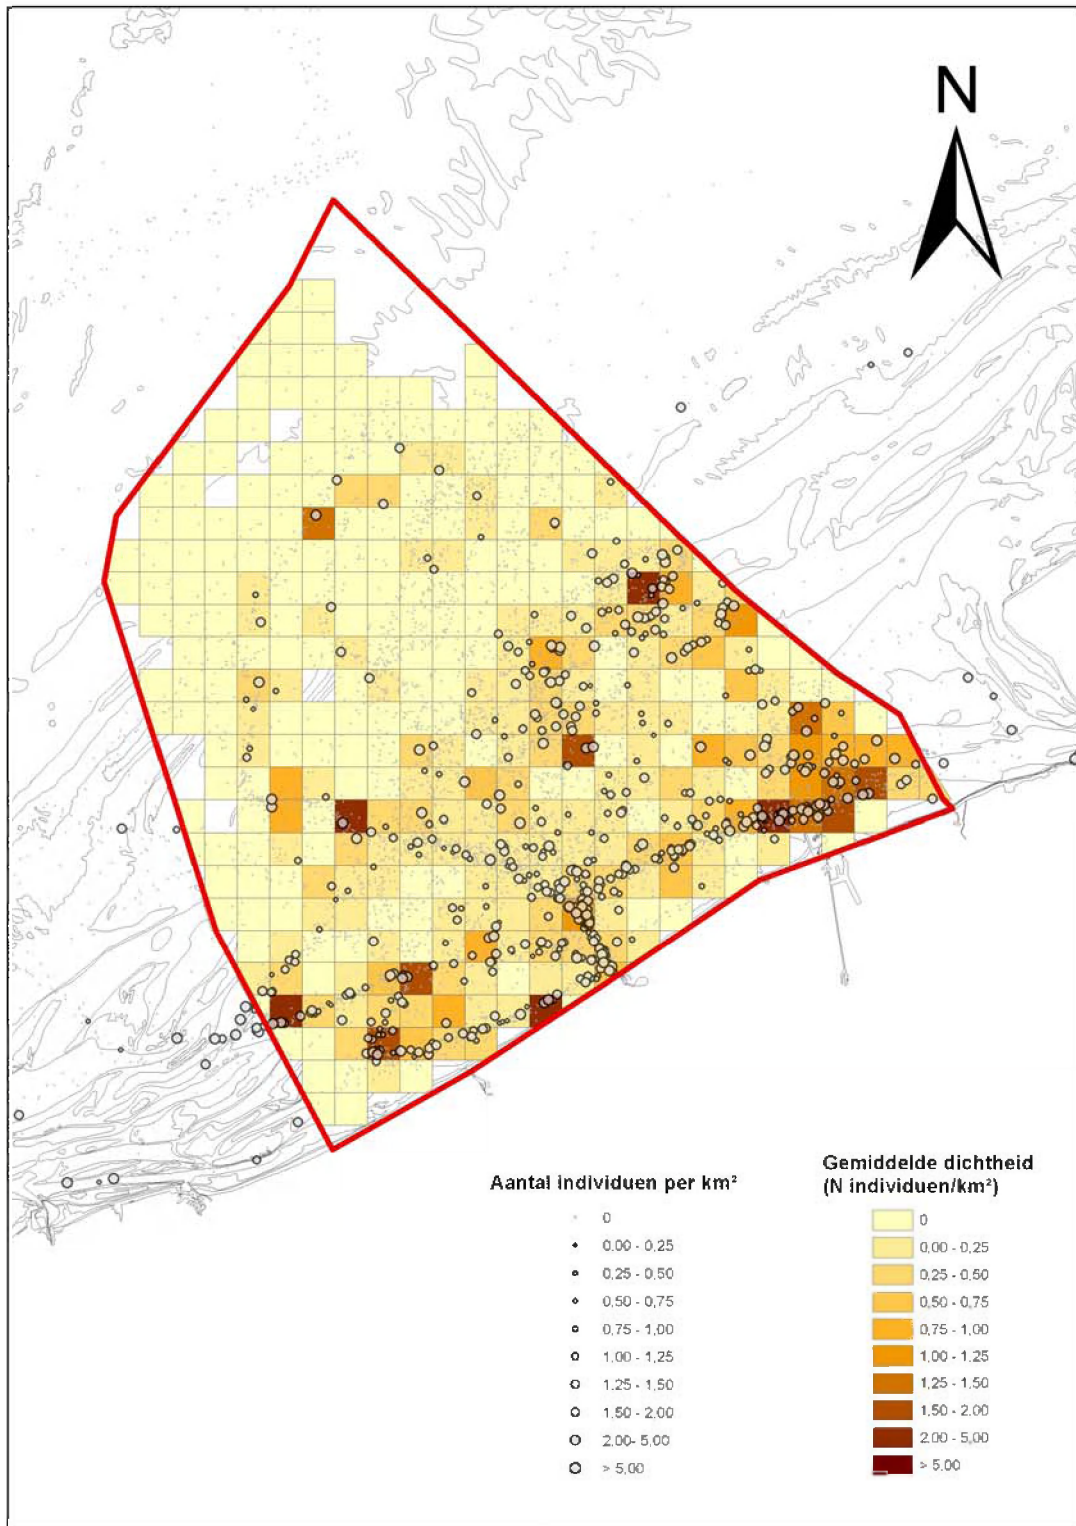 N
Aantal individuen per km²
0
0,00 - 0,25
0,25 - 0,50
0,50 - 0,75
0,75 - 1,00
1,00 - 1,25
1,25 - 1,50
1,50 - 2,00
2,00- 5,00
> 5,00
Gemiddelde dichtheid
(N individuen/km²)
0
0,00 - 0,25
0,25 - 0,50
0,50 - 0,75
0,75 - 1,00
1,00 - 1,25
1,25 - 1,50
1,50 - 2,00
2,00 - 5,00
> 5,00